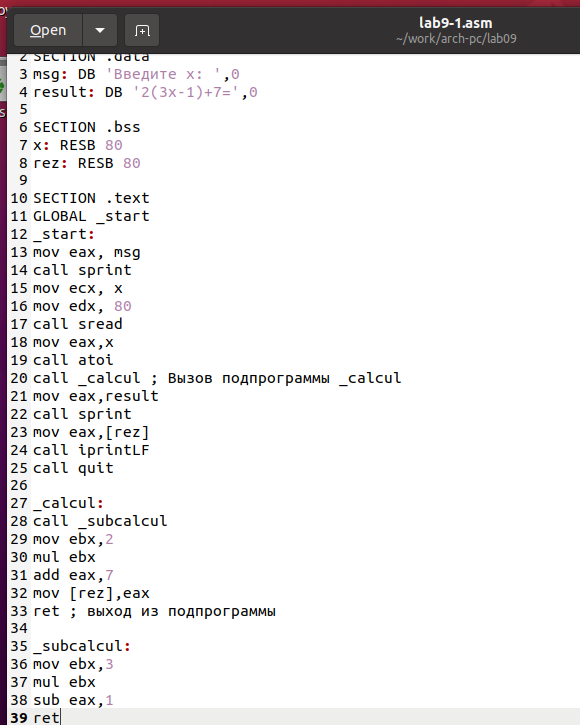 Open
lab9-1.asm
~/work/arch-pc/lab09
2 SECTION .data
3 msg: DB 'Введите x: ',0
4 result: DB '2(3x-1)+7=',0
5
6 SECTION .bss
7 x: RESB 80
8 rez: RESB 80
9
10 SECTION .text
11 GLOBAL _start
12 _start:
13 mov eax, msg
14 call sprint
15 mov ecx, x
16 mov edx, 80
17 call sread
18 mov eax,x
19 call atoi
20 call _calcul ; Вызов подпрограммы _calcul
21 mov eax,result
22 call sprint
23 mov eax,[rez]
24 call iprintLF
25 call quit
26
27 _calcul:
28 call _subcalcul
29 mov ebx,2
30 mul ebx
31 add eax,7
32 mov [rez],eax
33 ret ; выход из подпрограммы
34
35 _subcalcul:
36 mov ebx,3
37 mul ebx
38 sub eax,1
39 ret